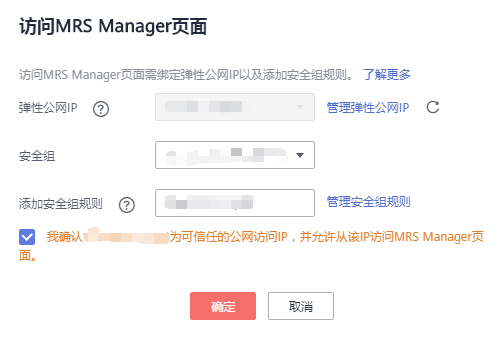 访问MRS Manager页面
访问MRS Manager页面需绑定弹性公网IP以及添加安全组规则。 了解更多
弹性公网IP ? 管理弹性公网IP
安全组
添加安全组规则 ? 管理安全组规则
我确认 为可信任的公网访问IP，并允许从该IP访问MRS Manager页
面。
确定 取消